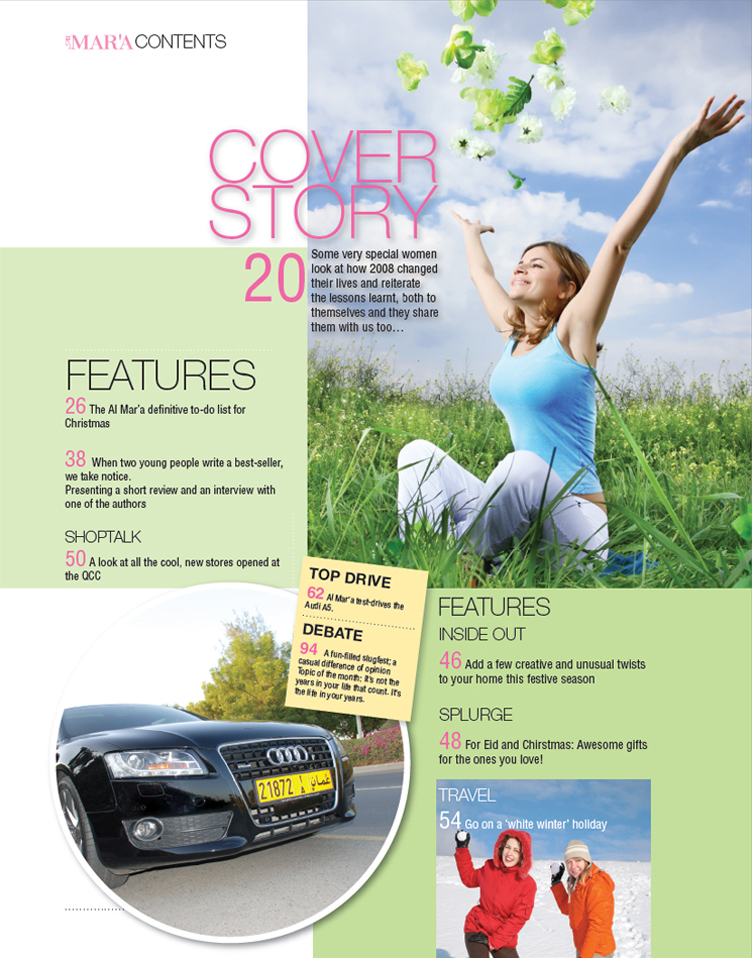 MAR'A CONTENTS
COVER
STORY
20
Some very special women
look at how 2008 changed
their lives and reiterate
the lessons learnt, both to
themselves and they share
them with us too…
FEATURES
26 The Al Mar'a definitive to-do list for
Christmas
38 When two young people write a best-seller,
we take notice.
Presenting a short review and an interview with
one of the authors
SHOPTALK
50 A look at all the cool, new stores opened at
the QCC
TOP DRIVE
62 Al Mar'a test-drives the
Audi A5.
DEBATE
94 A fun-filled slugfest; a
casual difference of opinion
Topic of the month: It's not the
years in your life that count. It's
the life in your years.
21872
عمان
FEATURES
INSIDE OUT
46 Add a few creative and unusual twists
to your home this festive season
SPLURGE
48 For Eid and Chirstmas: Awesome gifts
for the ones you love!
TRAVEL
54 Go on a 'white winter' holiday